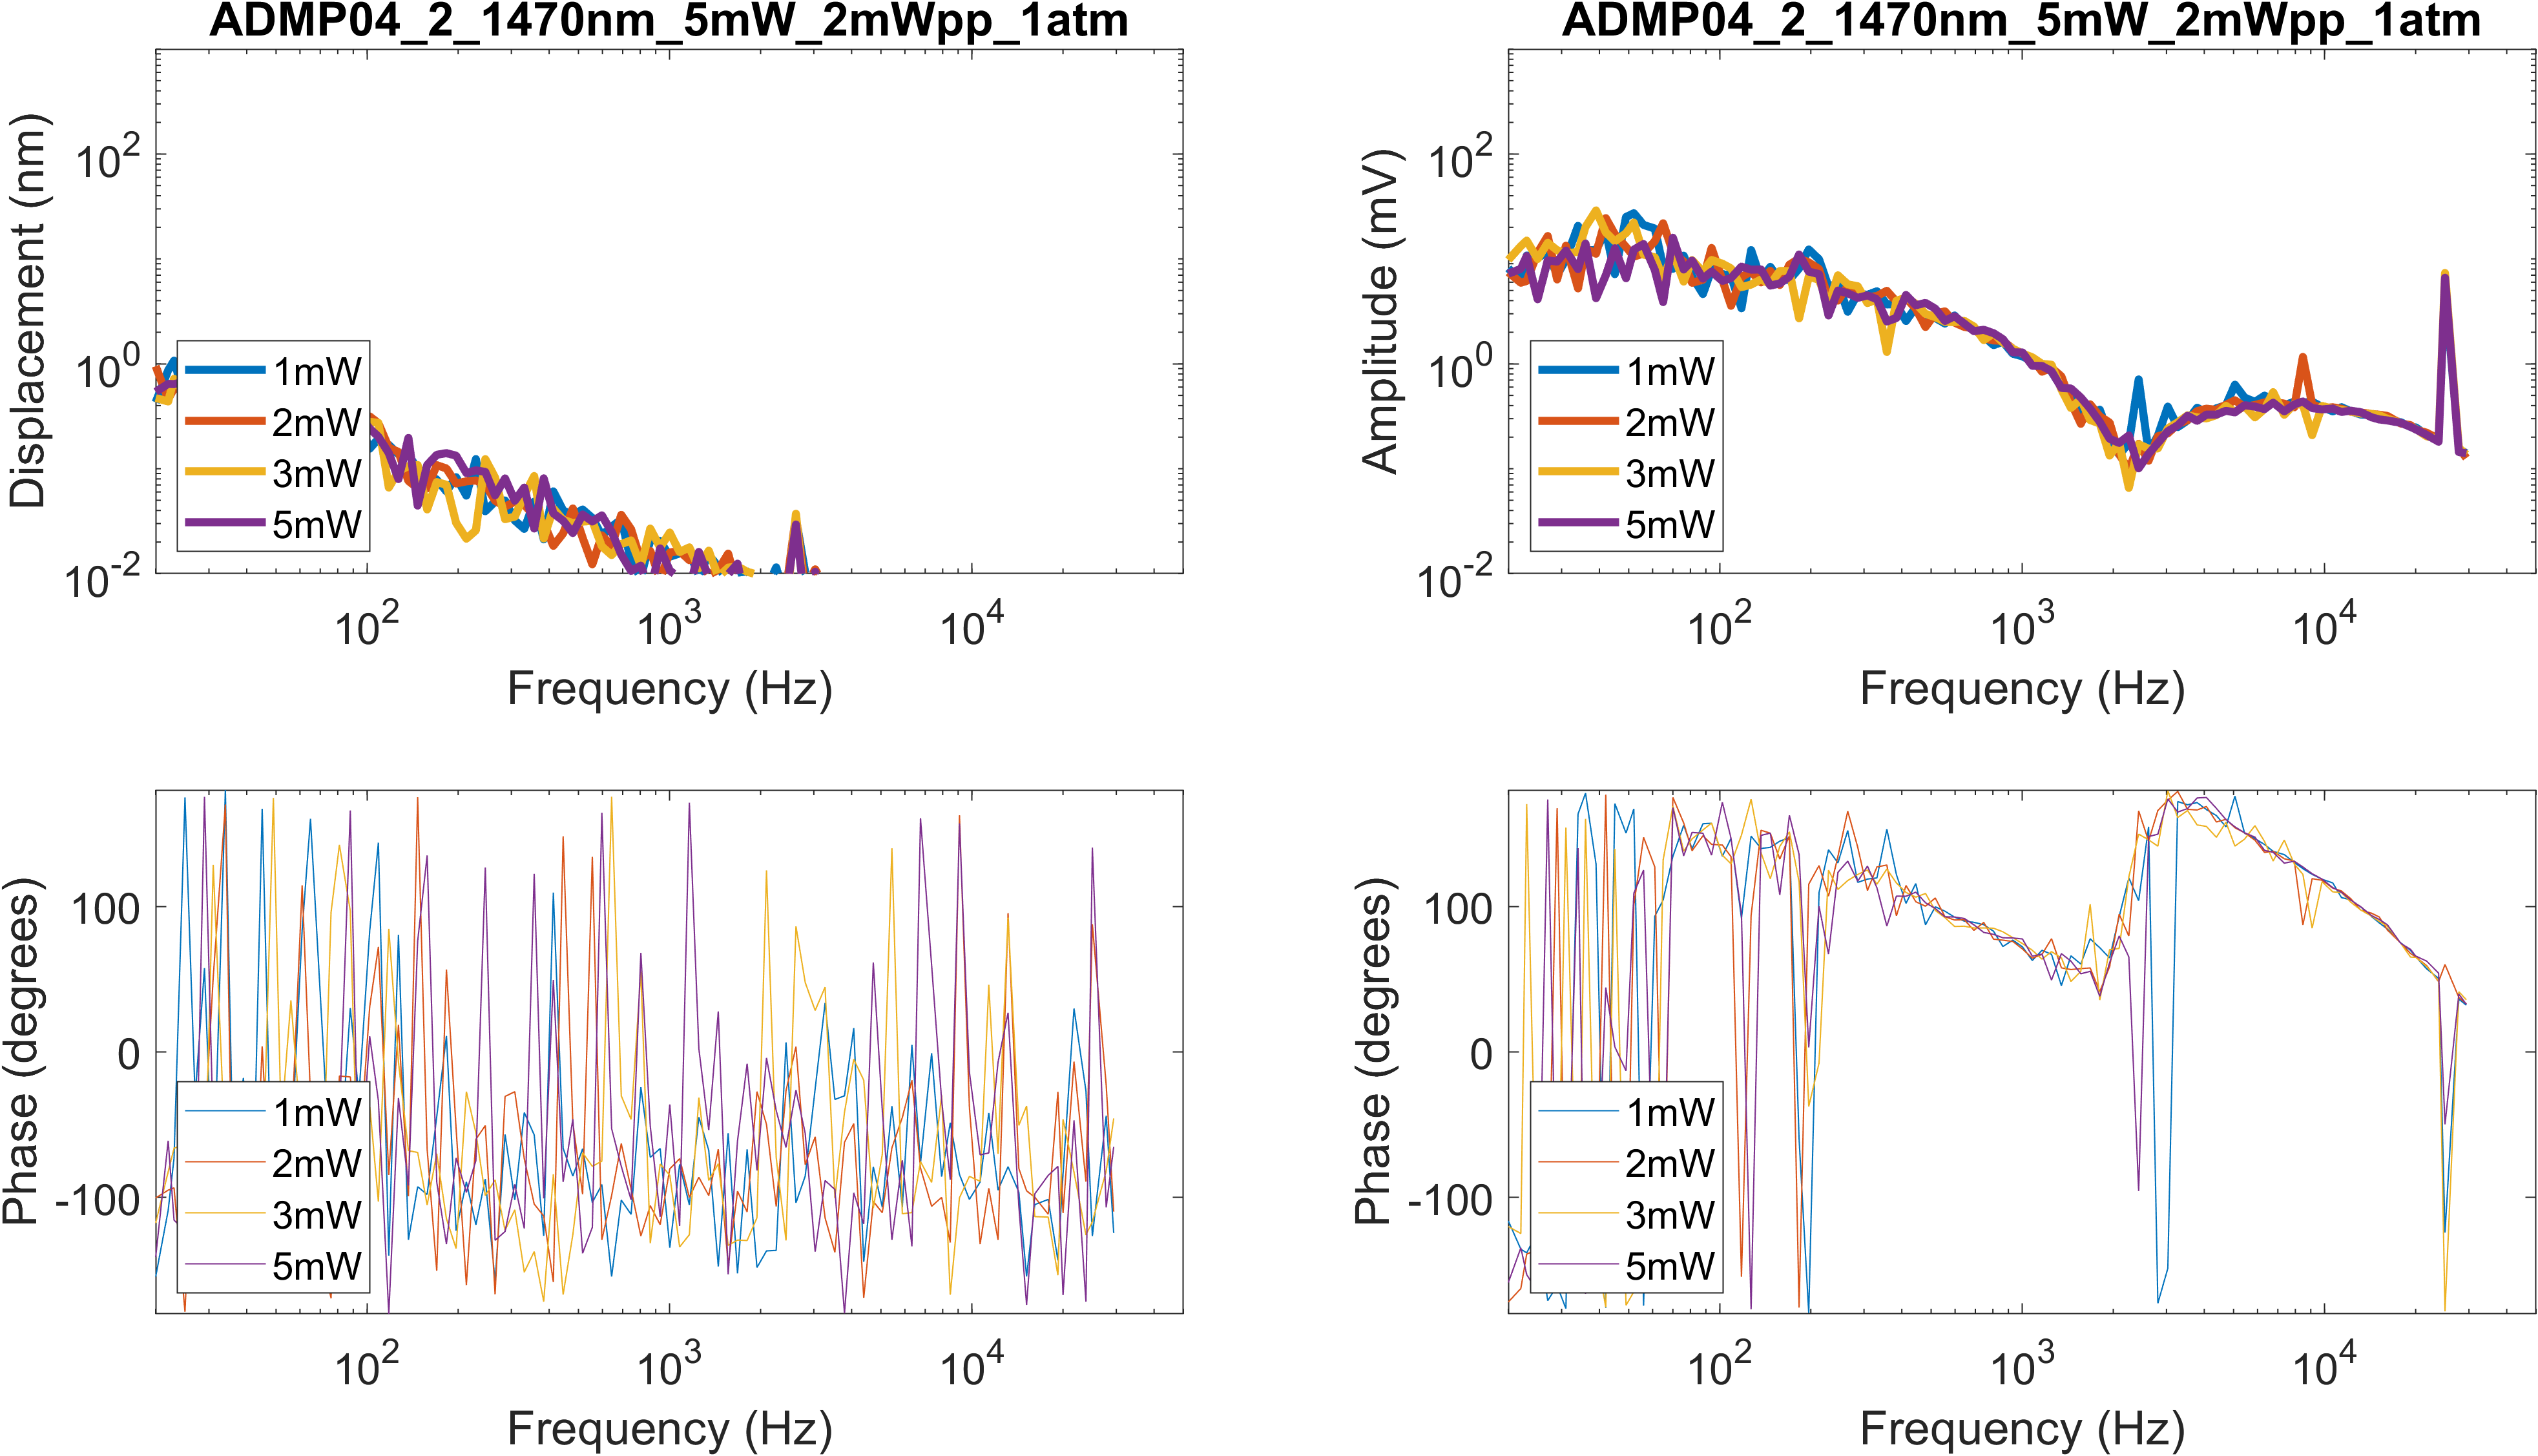 ADMP04_2_1470nm_5mW_2mWpp_1atm
Displacement (nm)
10^2
10^0
10^-2
1mW
2mW
3mW
5mW
10^2 10^3 10^4
Frequency (Hz)
ADMP04_2_1470nm_5mW_2mWpp_1atm
Amplitude (mV)
10^2
10^0
10^-2
1mW
2mW
3mW
5mW
10^2 10^3 10^4
Frequency (Hz)
Phase (degrees)
100
0
-100
1mW
2mW
3mW
5mW
10^2 10^3 10^4
Frequency (Hz)
Phase (degrees)
100
0
-100
1mW
2mW
3mW
5mW
10^2 10^3 10^4
Frequency (Hz)